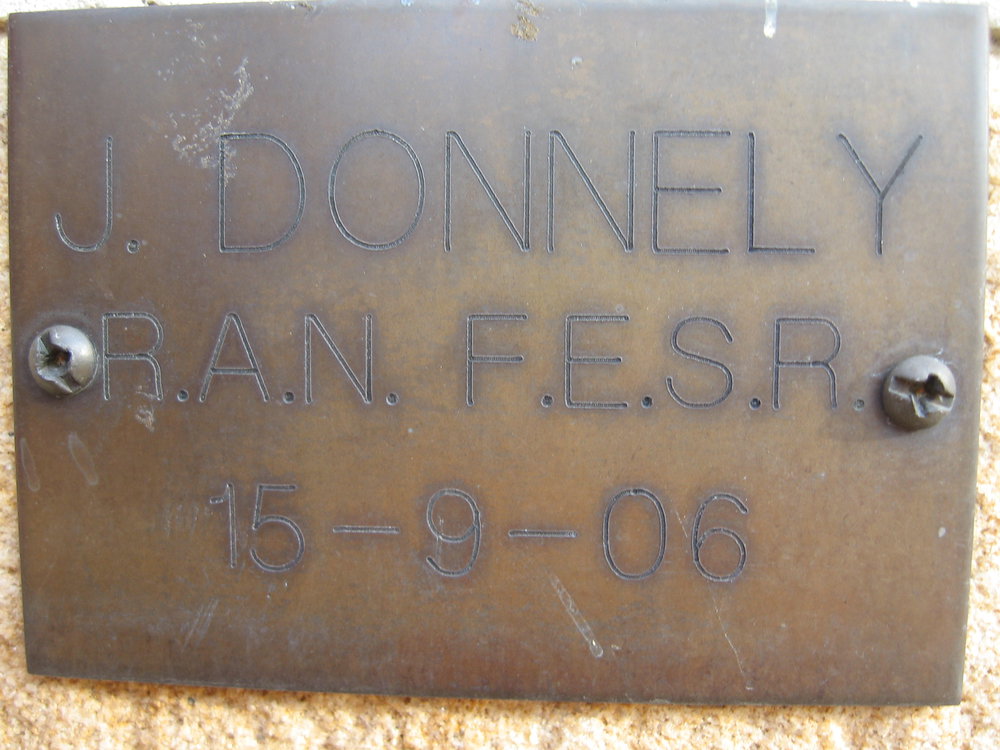 J. DONNELY
R.A.N. F.E.S.R.
15-9-06